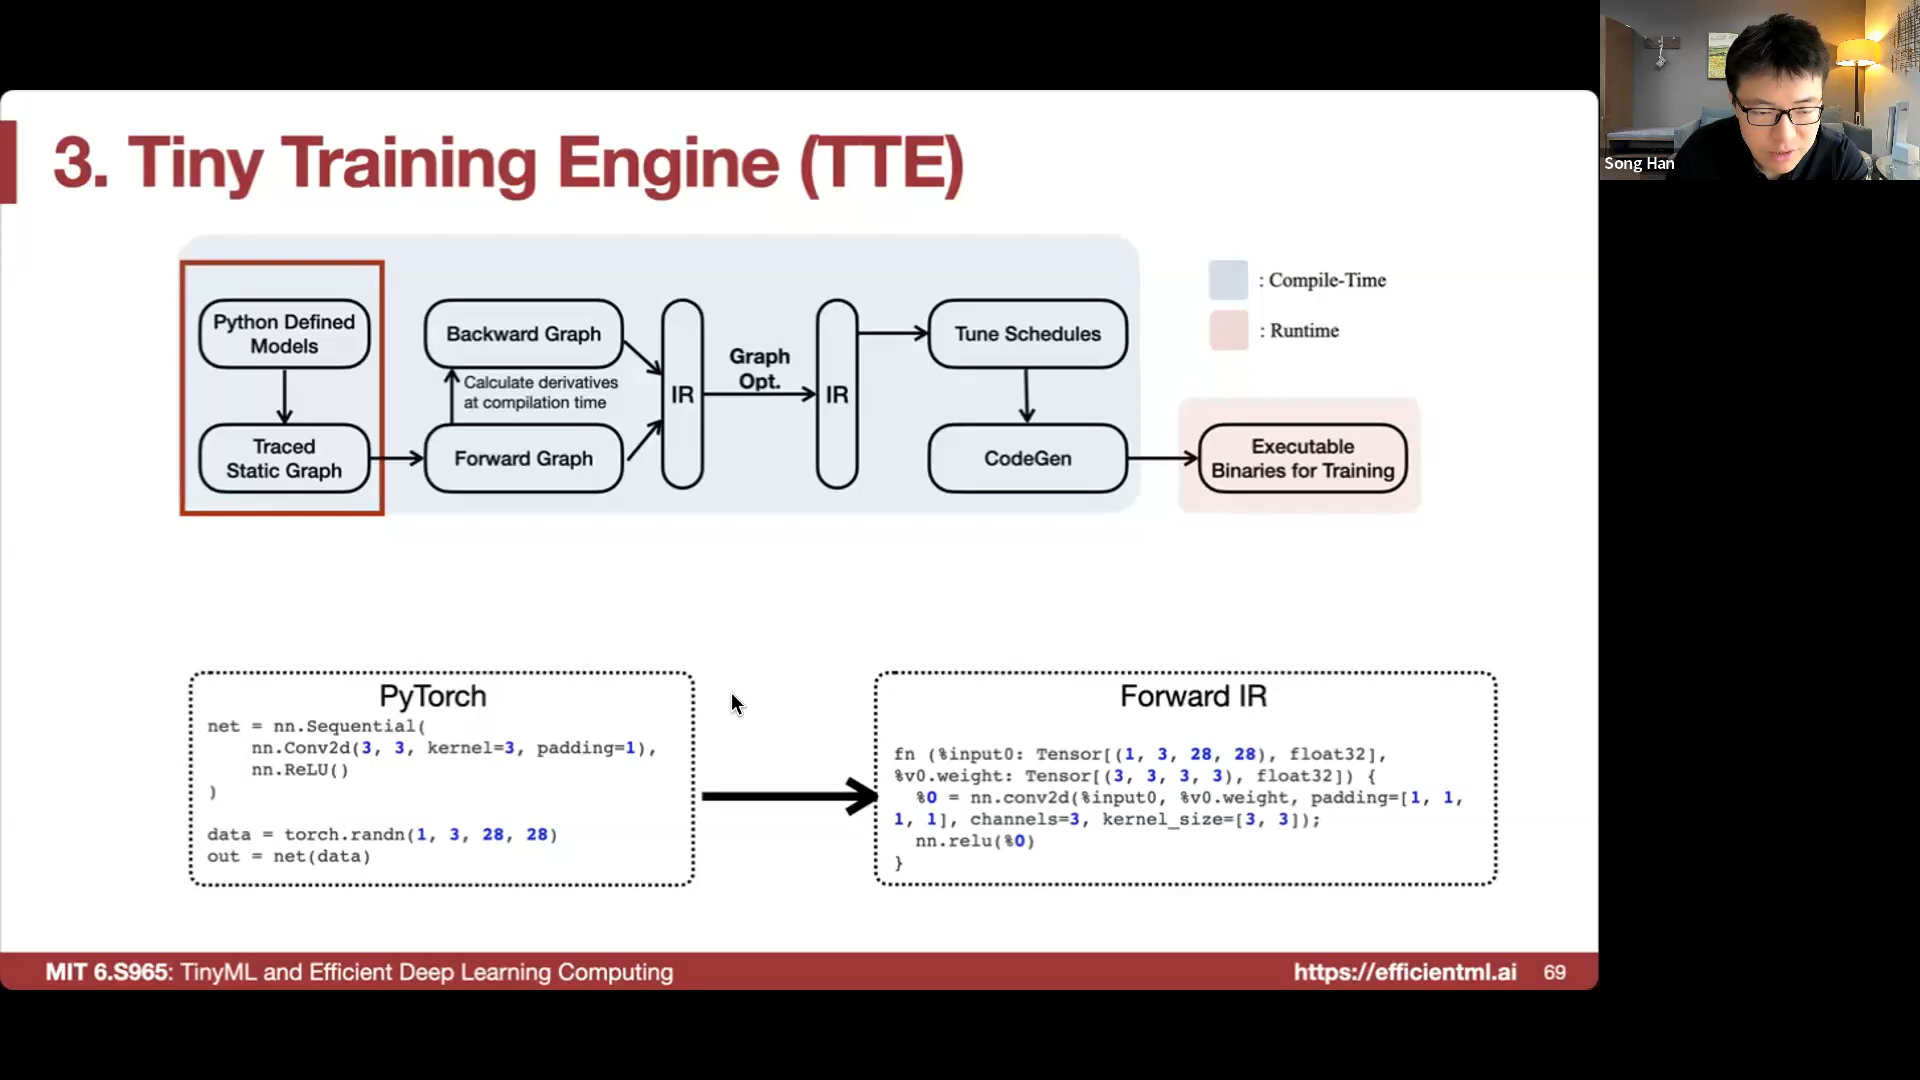 3. Tiny Training Engine (TTE)
Song Han
Python Defined
Models
Traced
Static Graph
Backward Graph
Calculate derivatives
at compilation time
Forward Graph
IR
Graph
Opt.
IR
Tune Schedules
CodeGen
: Compile-Time
: Runtime
Executable
Binaries for Training
PyTorch
net = nn.Sequential(
    nn.Conv2d(3, 3, kernel=3, padding=1),
    nn.ReLU()
)
data = torch.randn(1, 3, 28, 28)
out = net(data)
Forward IR
fn (%input0: Tensor[(1, 3, 28, 28), float32],
%v0.weight: Tensor[(3, 3, 3, 3), float32]) {
  %0 = nn.conv2d(%input0, %v0.weight, padding=[1, 1,
1, 1], channels=3, kernel_size=[3, 3]);
  nn.relu(%0)
}
MIT 6.S965: TinyML and Efficient Deep Learning Computing
https://efficientml.ai 69